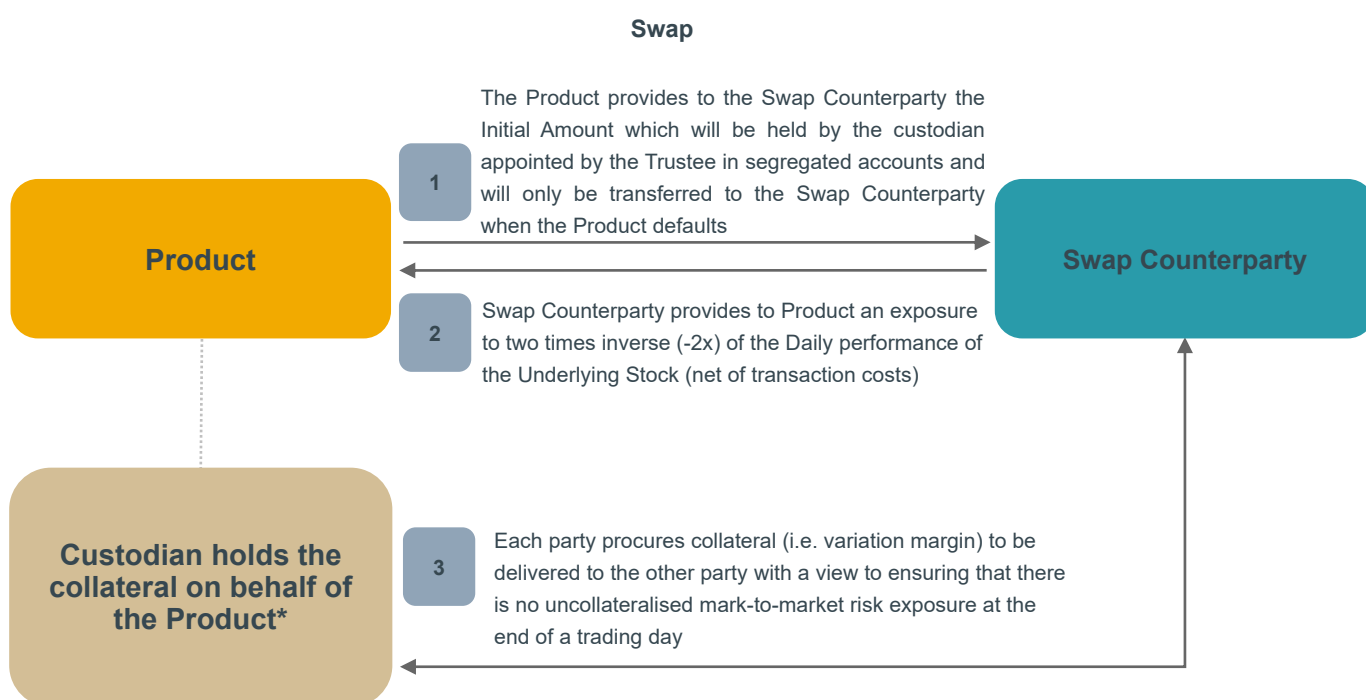 Swap
The Product provides to the Swap Counterparty the
Initial Amount which will be held by the custodian
appointed by the Trustee in segregated accounts and
will only be transferred to the Swap Counterparty
when the Product defaults
1
Product
Swap Counterparty
2
Swap Counterparty provides to Product an exposure
to two times inverse (-2x) of the Daily performance of
the Underlying Stock (net of transaction costs)
Custodian holds the
collateral on behalf of
the Product*
3
Each party procures collateral (i.e. variation margin) to be
delivered to the other party with a view to ensuring that there
is no uncollateralised mark-to-market risk exposure at the
end of a trading day